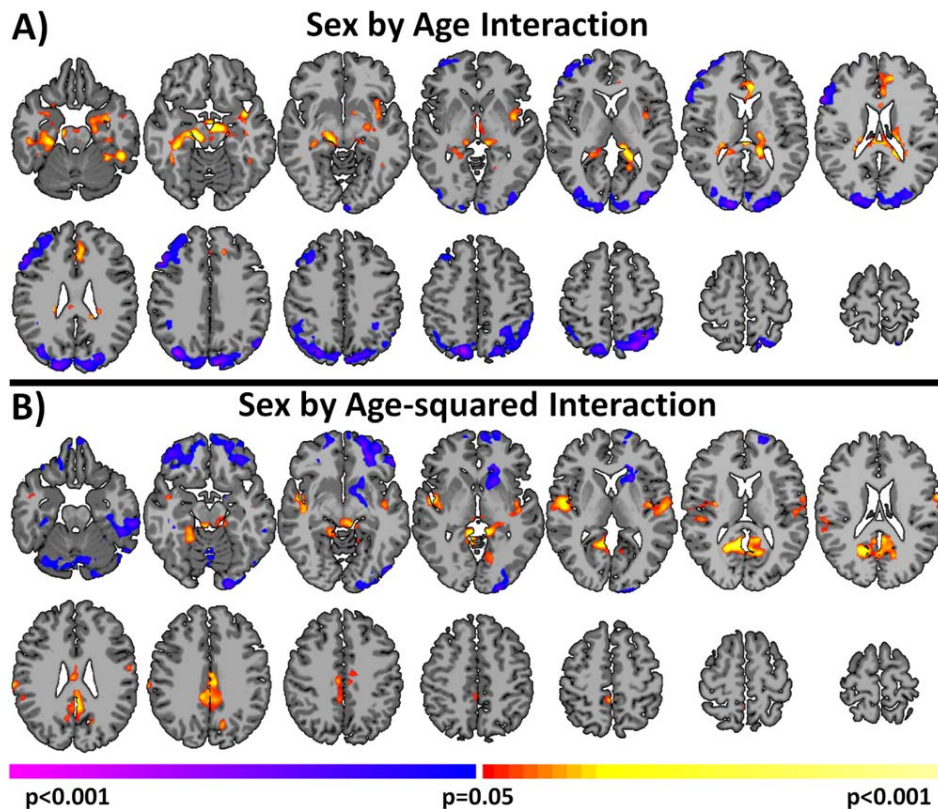 A) Sex by Age Interaction
B) Sex by Age-squared Interaction
p<0.001 p=0.05 p<0.001